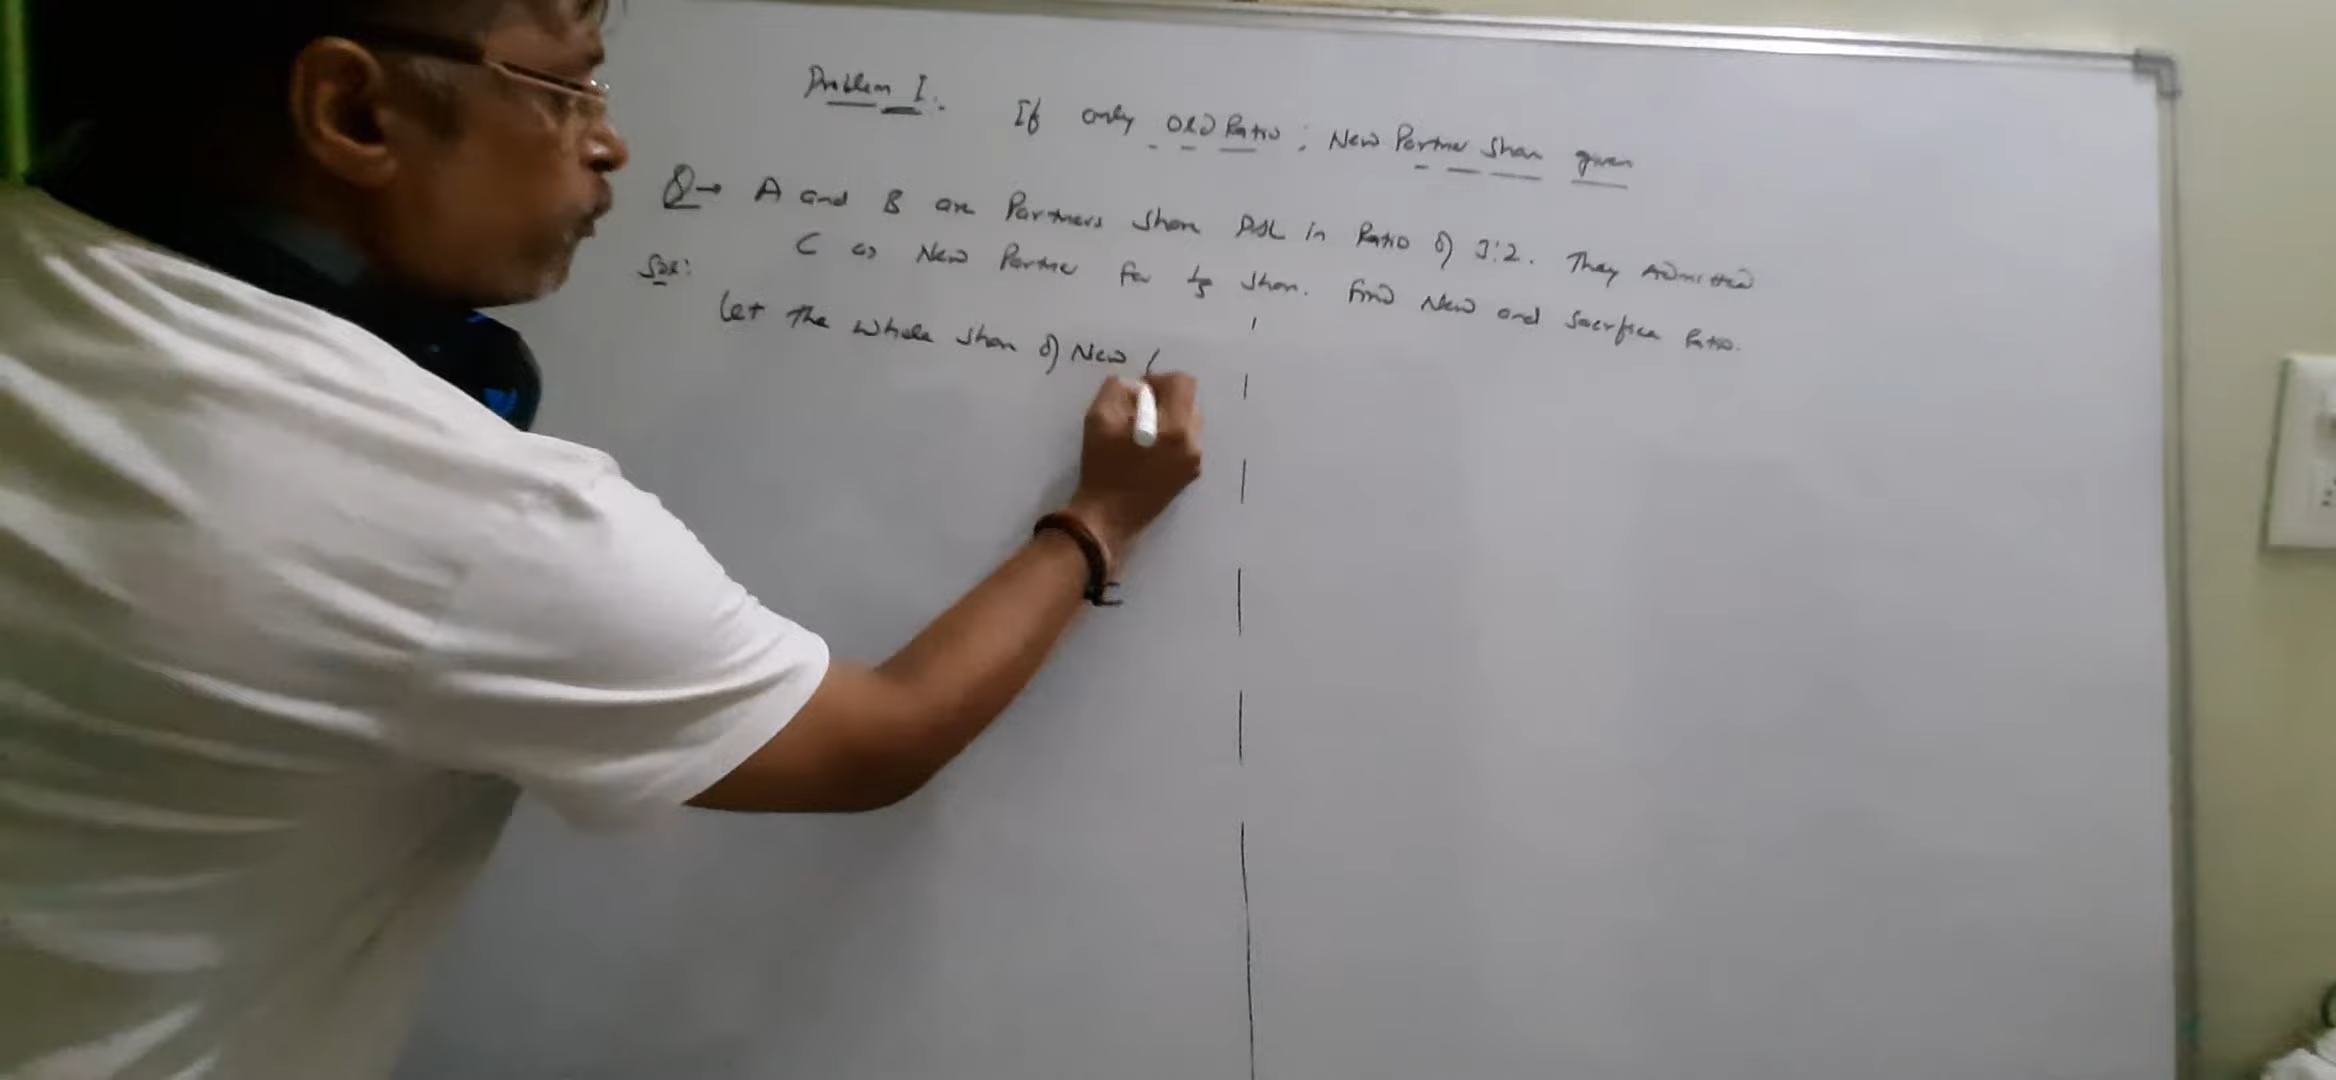 Problem I:
If only old Ratio ; New Partner Share given
Q→ A and B are Partners Share P&L in Ratio of 3:2. They Admitted
C as New Partner for 1/5 Share. Find New and Sacrifice Ratio.
Sol:
Let The Whole Share of New